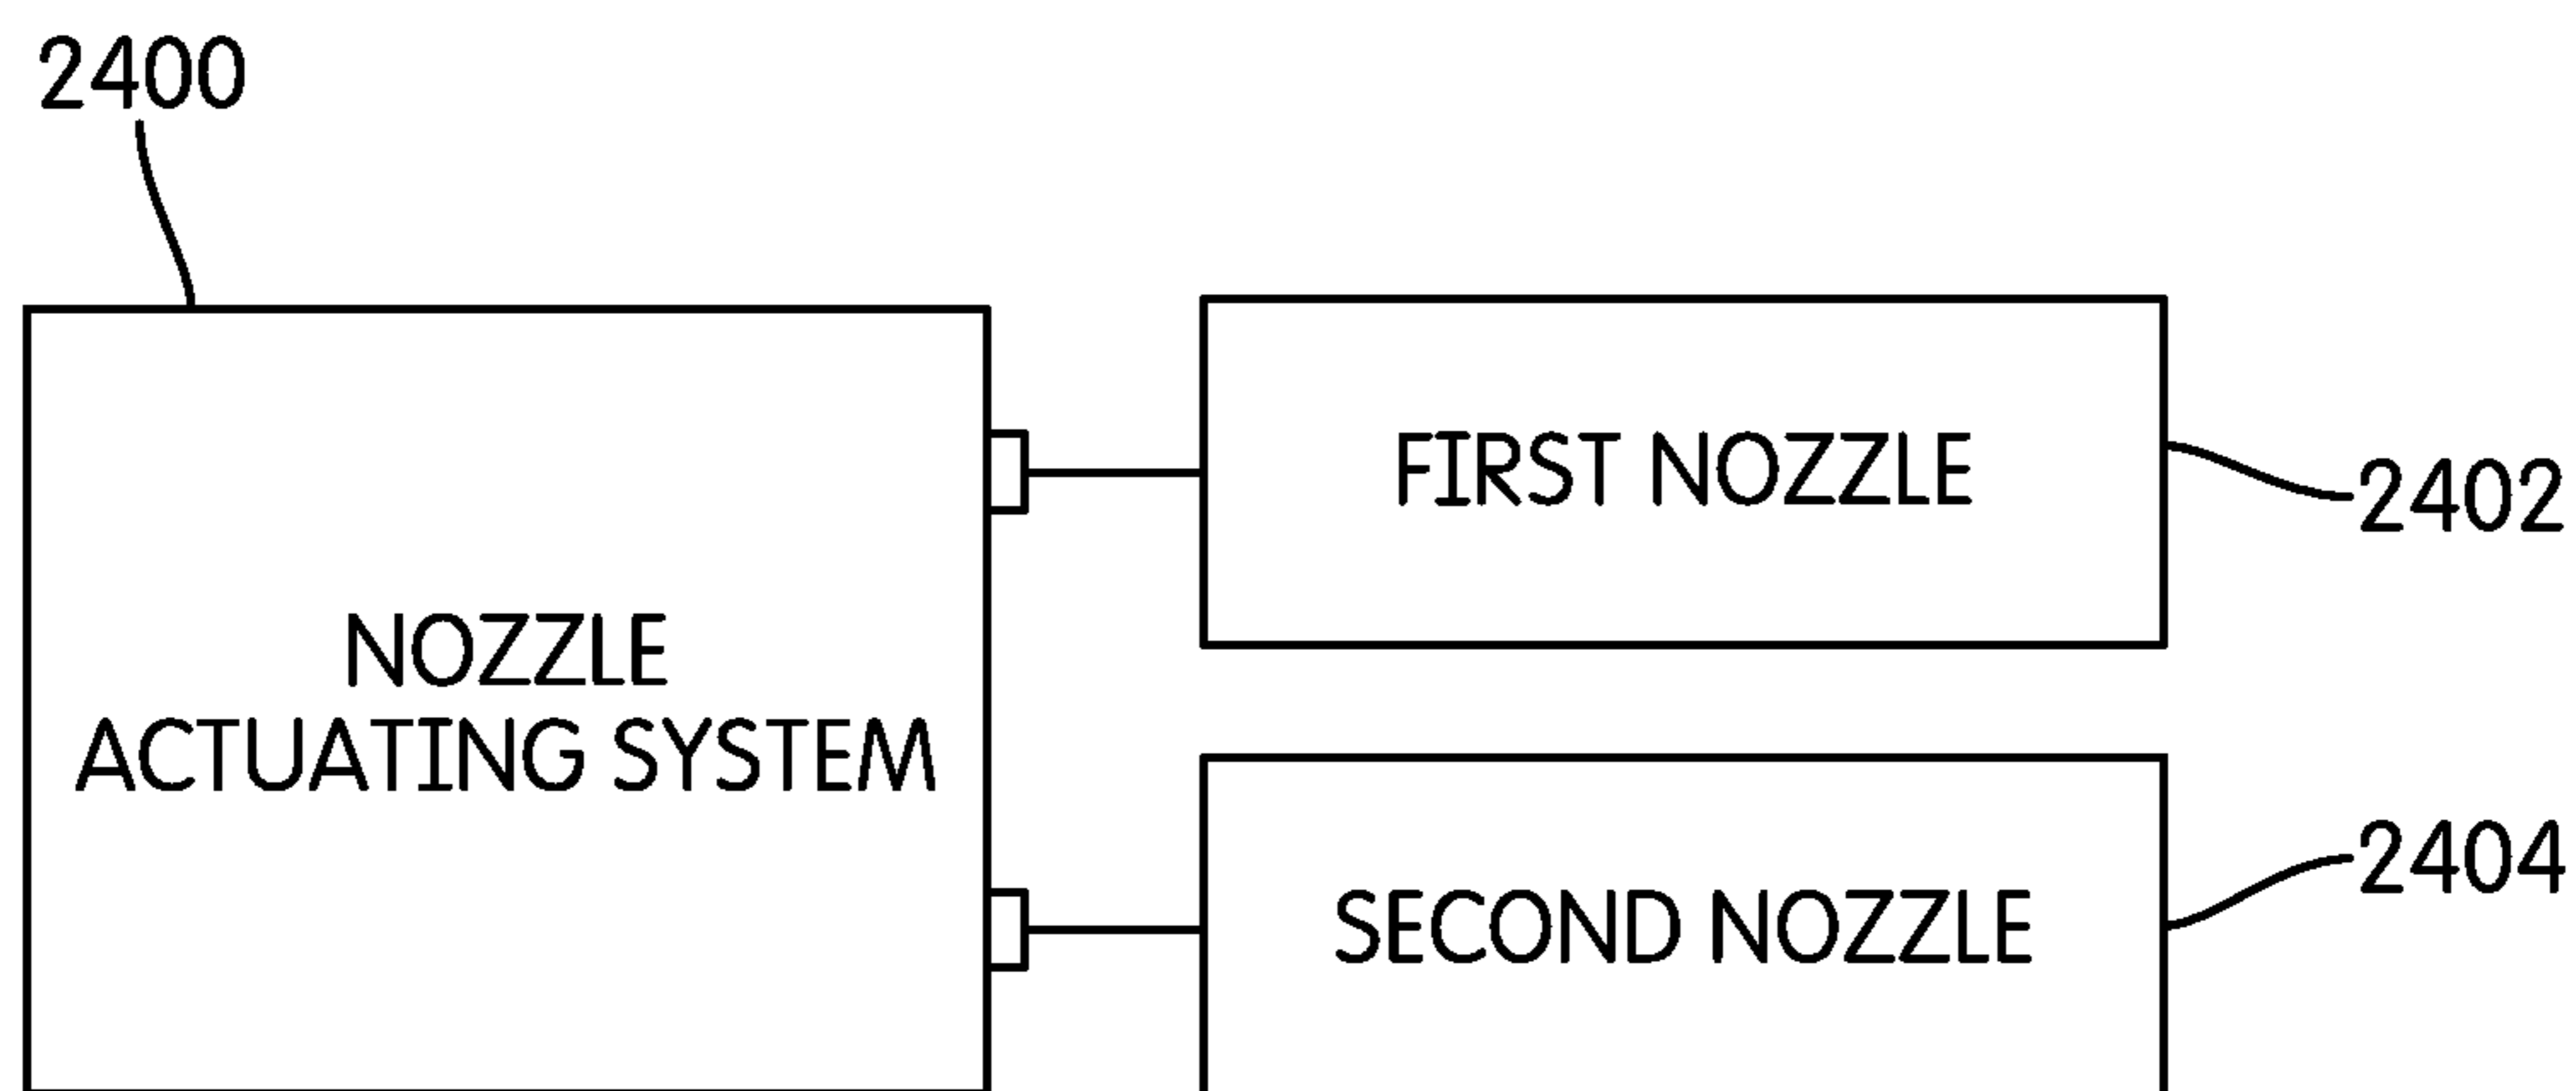 2400
FIRST NOZZLE
2402
NOZZLE
ACTUATING SYSTEM
2404
SECOND NOZZLE